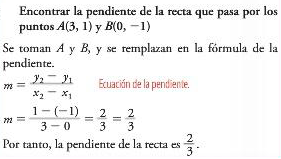 Encontrar la pendiente de la recta que pasa por los
puntos A(3, 1) y B(0, −1)
Se toman A y B, y se remplazan en la fórmula de la
pendiente.
m = \frac{y_2 - y_1}{x_2 - x_1} Ecuación de la pendiente.
m = \frac{1 - (-1)}{3 - 0} = \frac{2}{3} = \frac{2}{3}
Por tanto, la pendiente de la recta es \frac{2}{3}.